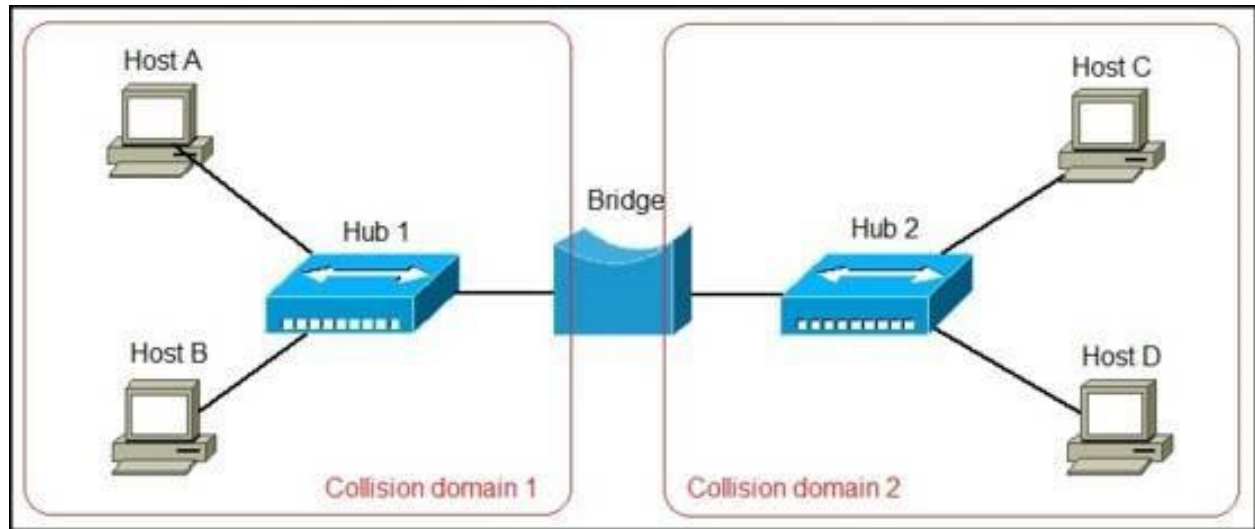 Host A
Host C
Bridge
Hub 1
Hub 2
Host B
Host D
Collision domain 1
Collision domain 2